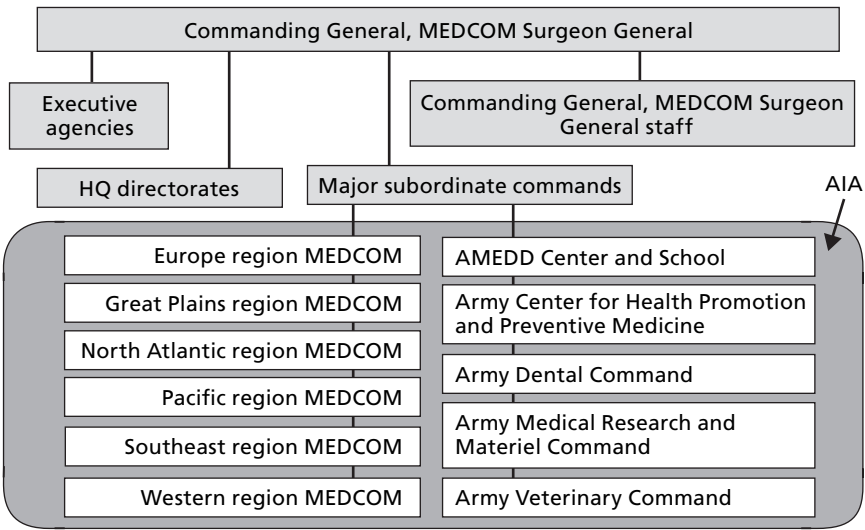 Commanding General, MEDCOM Surgeon General
Executive
agencies
Commanding General, MEDCOM Surgeon
General staff
HQ directorates
Major subordinate commands
AIA
Europe region MEDCOM
Great Plains region MEDCOM
North Atlantic region MEDCOM
Pacific region MEDCOM
Southeast region MEDCOM
Western region MEDCOM
AMEDD Center and School
Army Center for Health Promotion
and Preventive Medicine
Army Dental Command
Army Medical Research and
Materiel Command
Army Veterinary Command